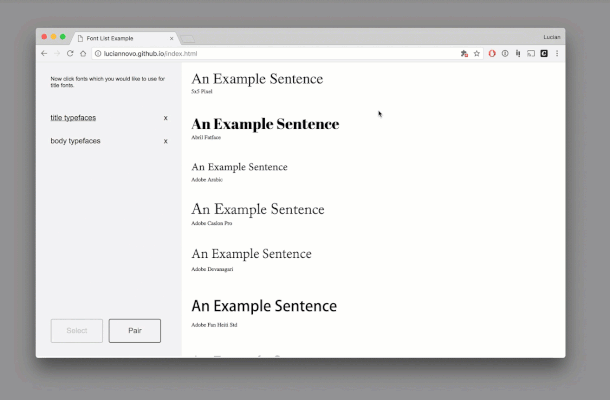 Font List Example
Lucian
luciannovo.github.io/index.html
Now click fonts which you would like to use for
title fonts.
title typefaces x
body typefaces x
Select
Pair
An Example Sentence
5x5 Pixel
An Example Sentence
Abril Fatface
An Example Sentence
Adobe Arabic
An Example Sentence
Adobe Caslon Pro
An Example Sentence
Adobe Devanagari
An Example Sentence
Adobe Fan Heiti Std